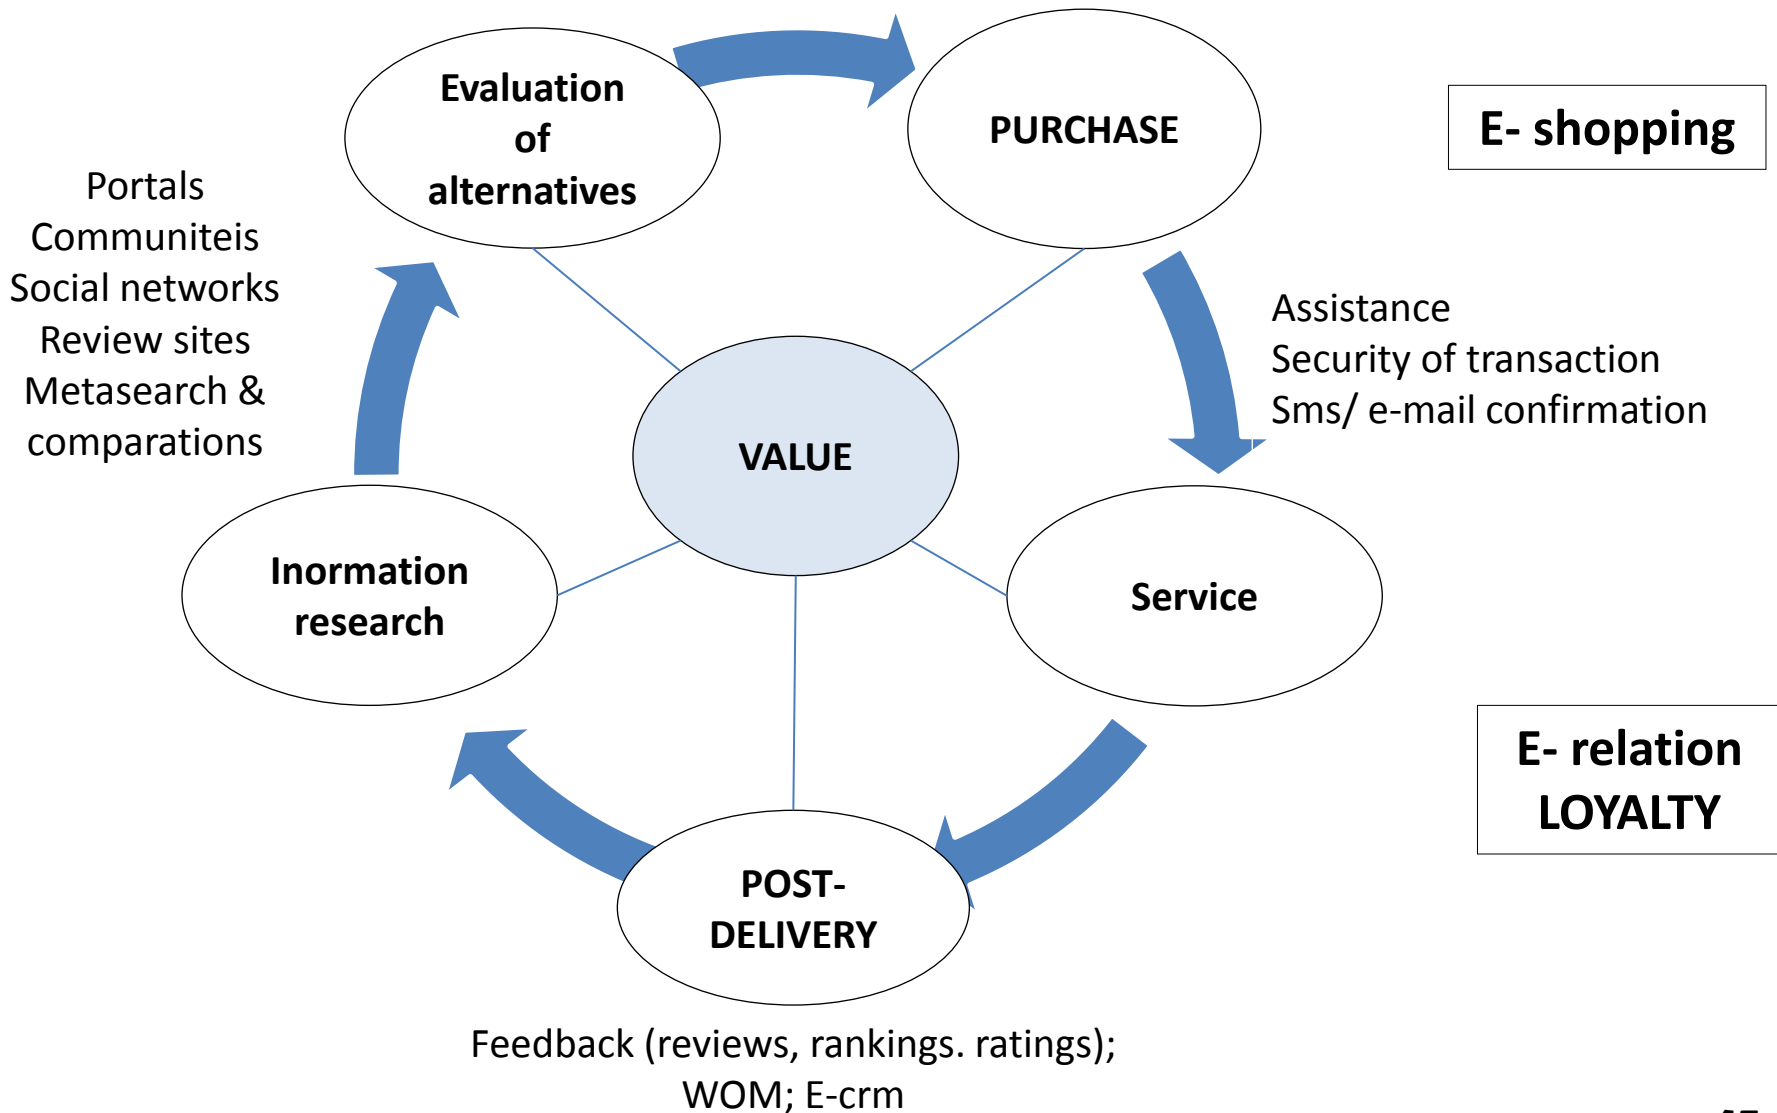 Evaluation
of
alternatives
PURCHASE
E- shopping
Portals
Communiteis
Social networks
Review sites
Metasearch &
comparations
Assistance
Security of transaction
Sms/ e-mail confirmation
VALUE
Inormation
research
Service
E- relation
LOYALTY
POST-
DELIVERY
Feedback (reviews, rankings. ratings);
WOM; E-crm